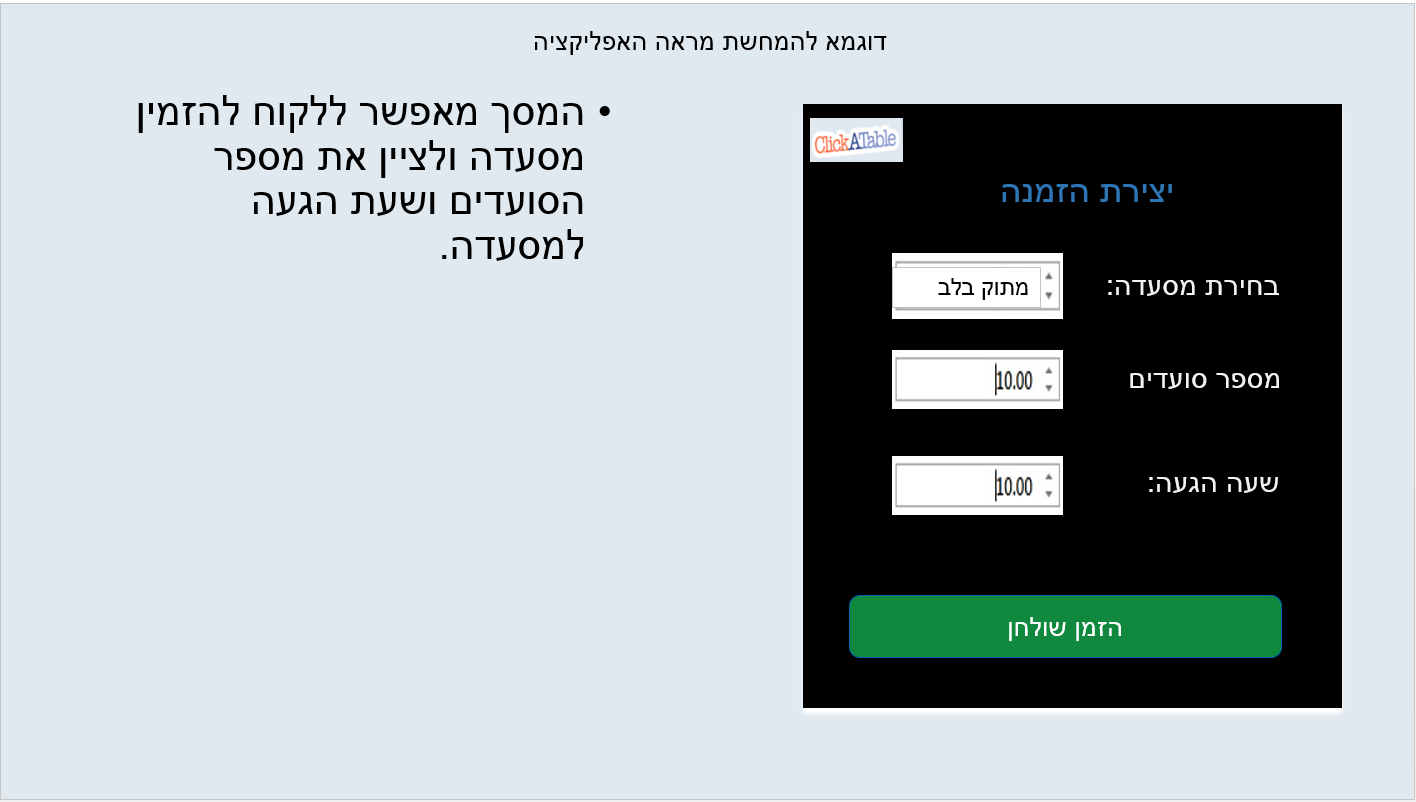 דוגמא להמחשת מראה האפליקציה
• המסך מאפשר ללקוח להזמין
מסעדה ולציין את מספר
הסועדים ושעת הגעה
למסעדה.
ClickATable
יצירת הזמנה
בחירת מסעדה:
מתוק בלב
מספר סועדים
10.00
שעה הגעה:
10.00
הזמן שולחן